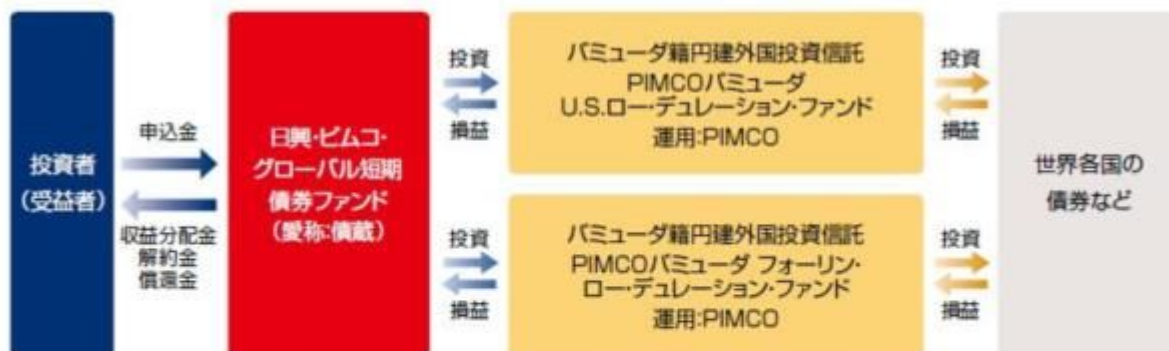 投資者
（受益者）
申込金
収益分配金
解約金
償還金
日興・ピムコ・
グローバル短期
債券ファンド
（愛称：債蔵）
投資
損益
バミューダ籍円建外国投資信託
PIMCOバミューダ
U.S.ロー・デュレーション・ファンド
運用：PIMCO
投資
損益
投資
損益
バミューダ籍円建外国投資信託
PIMCOバミューダ フォーリン・
ロー・デュレーション・ファンド
運用：PIMCO
投資
損益
世界各国の
債券など